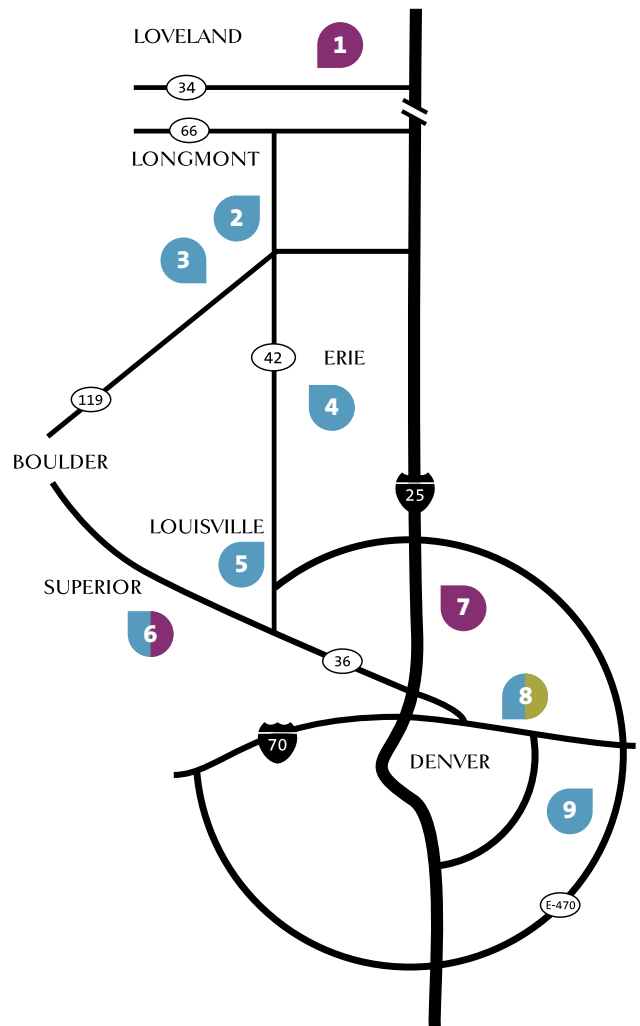 LOVELAND
1
34
66
LONGMONT
2
3
42
ERIE
119
4
BOULDER
25
LOUISVILLE
5
SUPERIOR
7
6
36
8
70
DENVER
9
E-470